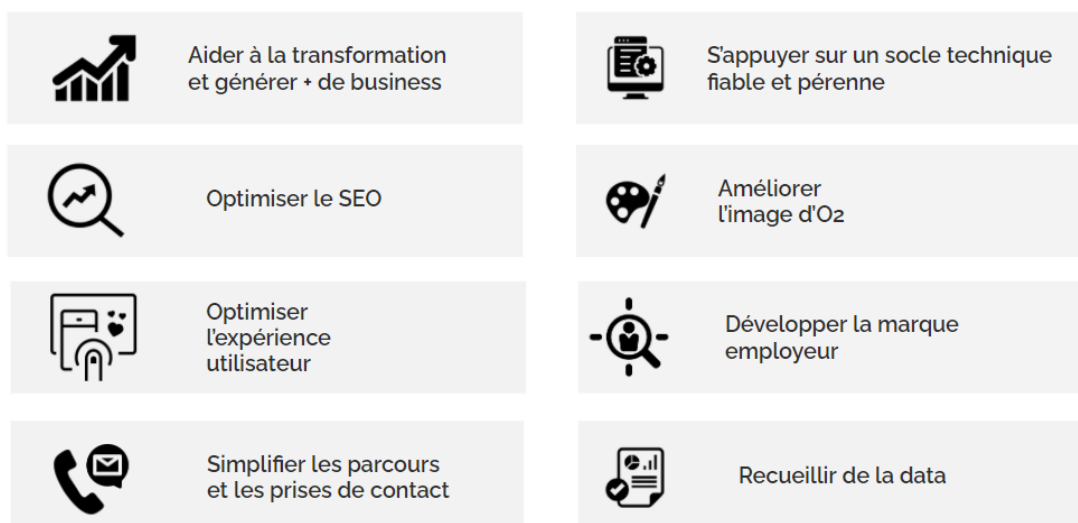 Aider à la transformation
et générer + de business
S'appuyer sur un socle technique
fiable et pérenne
Optimiser le SEO
Améliorer
l'image d'O2
Optimiser
l'expérience
utilisateur
Développer la marque
employeur
Simplifier les parcours
et les prises de contact
Recueillir de la data